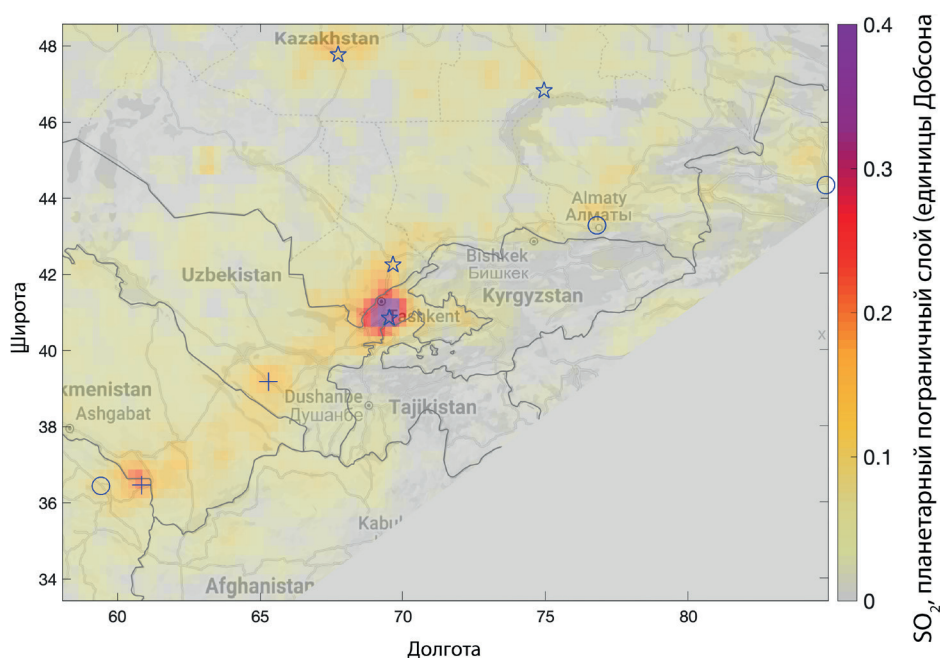 48
46
44
42
40
38
36
34
Широта
60
65
70
75
80
Долгота
Kazakhstan
Almaty
Алматы
Bishkek
Бишкек
Uzbekistan
Kyrgyzstan
Tashkent
kmenistan
Ashgabat
Dushanbe
Душанбе
Tajikistan
Kabul
Afghanistan
x
0.4
0.3
0.2
0.1
0
SO₂, планетарный пограничный слой (единицы Добсона)